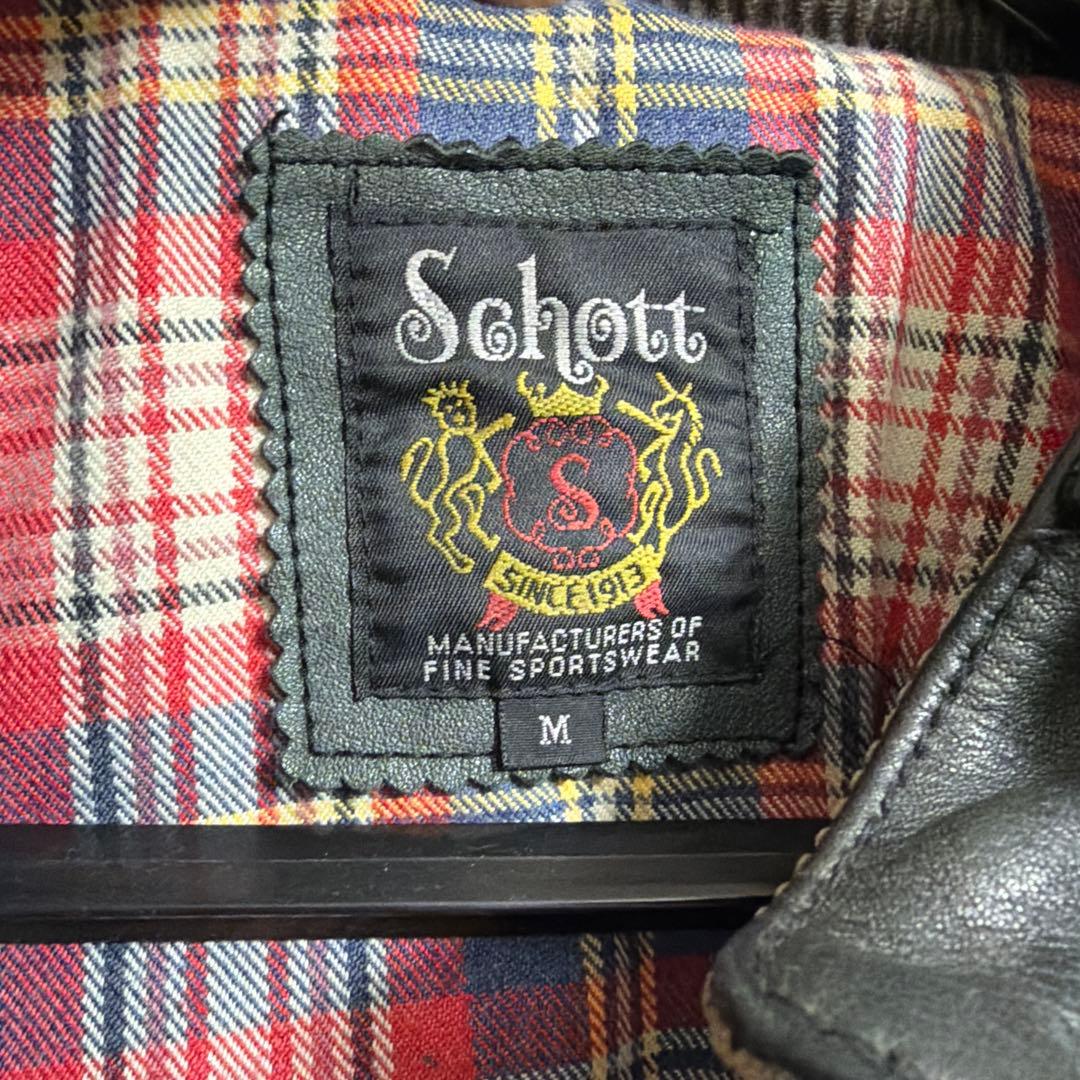 Schott
S
SINCE 1913
MANUFACTURERS OF
FINE SPORTSWEAR
M